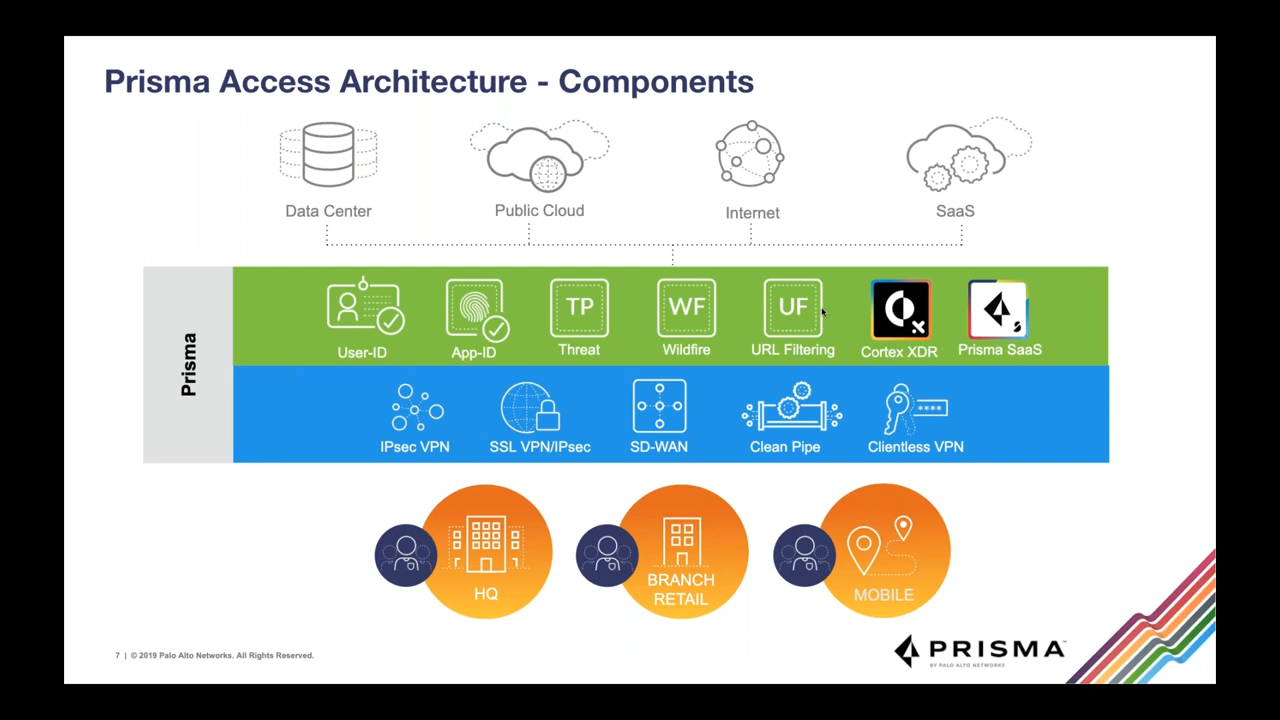 Prisma Access Architecture - Components
Data Center
Public Cloud
Internet
SaaS
Prisma
TP
WF
UF
User-ID
App-ID
Threat
Wildfire
URL Filtering
Cortex XDR
Prisma SaaS
****
IPsec VPN
SSL VPN/IPsec
SD-WAN
Clean Pipe
Clientless VPN
HQ
BRANCH
RETAIL
MOBILE
7 | © 2019 Palo Alto Networks. All Rights Reserved.
PRISMA™
BY PALO ALTO NETWORKS